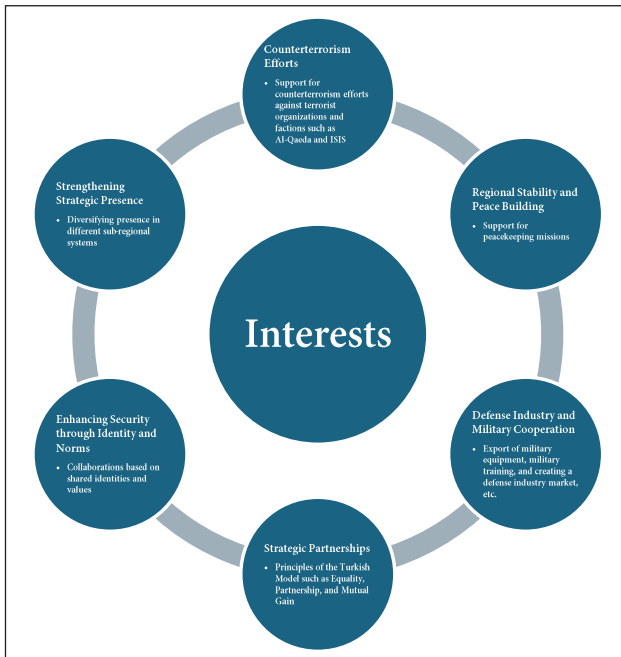 Counterterrorism
Efforts
• Support for
counterterrorism efforts
against terrorist
organizations and
factions such as
Al-Qaeda and ISIS
Regional Stability and
Peace Building
• Support for
peacekeeping missions
Defense Industry and
Military Cooperation
• Export of military
equipment, military
training, and creating a
defense industry market,
etc.
Strategic Partnerships
• Principles of the Turkish
Model such as Equality,
Partnership, and Mutual
Gain
Enhancing Security
through Identity and
Norms
• Collaborations based on
shared identities and
values
Strengthening
Strategic Presence
• Diversifying presence in
different sub-regional
systems
Interests